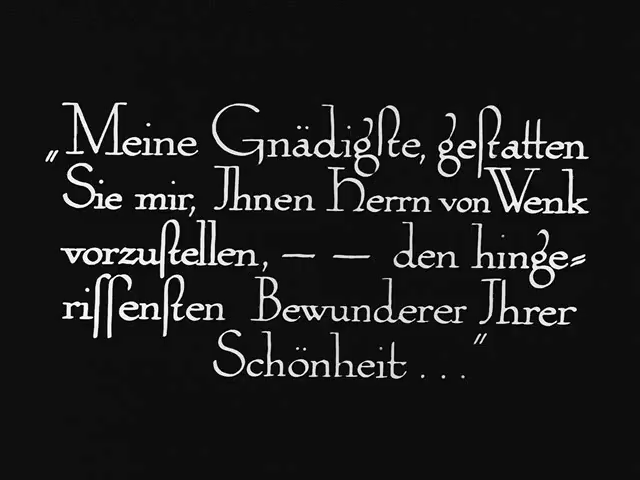 „Meine Gnädigſte, geſtatten
Sie mir, Ihnen Herrn von Wenk
vorzuſtellen, — — den hinge⸗
riſſenſten Bewunderer Ihrer
Schönheit . . .“